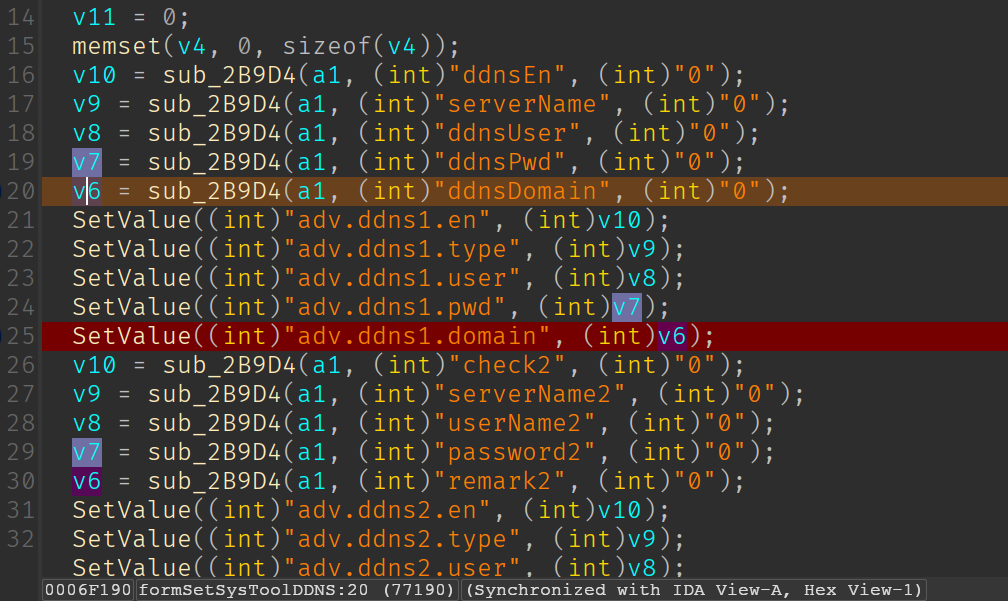 14 v11 = 0;
15 memset(v4, 0, sizeof(v4));
16 v10 = sub_2B9D4(a1, (int)"ddnsEn", (int)"0");
17 v9 = sub_2B9D4(a1, (int)"serverName", (int)"0");
18 v8 = sub_2B9D4(a1, (int)"ddnsUser", (int)"0");
19 v7 = sub_2B9D4(a1, (int)"ddnsPwd", (int)"0");
20 v6 = sub_2B9D4(a1, (int)"ddnsDomain", (int)"0");
21 SetValue((int)"adv.ddns1.en", (int)v10);
22 SetValue((int)"adv.ddns1.type", (int)v9);
23 SetValue((int)"adv.ddns1.user", (int)v8);
24 SetValue((int)"adv.ddns1.pwd", (int)v7);
25 SetValue((int)"adv.ddns1.domain", (int)v6);
26 v10 = sub_2B9D4(a1, (int)"check2", (int)"0");
27 v9 = sub_2B9D4(a1, (int)"serverName2", (int)"0");
28 v8 = sub_2B9D4(a1, (int)"userName2", (int)"0");
29 v7 = sub_2B9D4(a1, (int)"password2", (int)"0");
30 v6 = sub_2B9D4(a1, (int)"remark2", (int)"0");
31 SetValue((int)"adv.ddns2.en", (int)v10);
32 SetValue((int)"adv.ddns2.type", (int)v9);
SetValue((int)"adv.ddns2.user", (int)v8);
0006F190 formSetSysToolDDNS:20 (77190) (Synchronized with IDA View-A, Hex View-1)